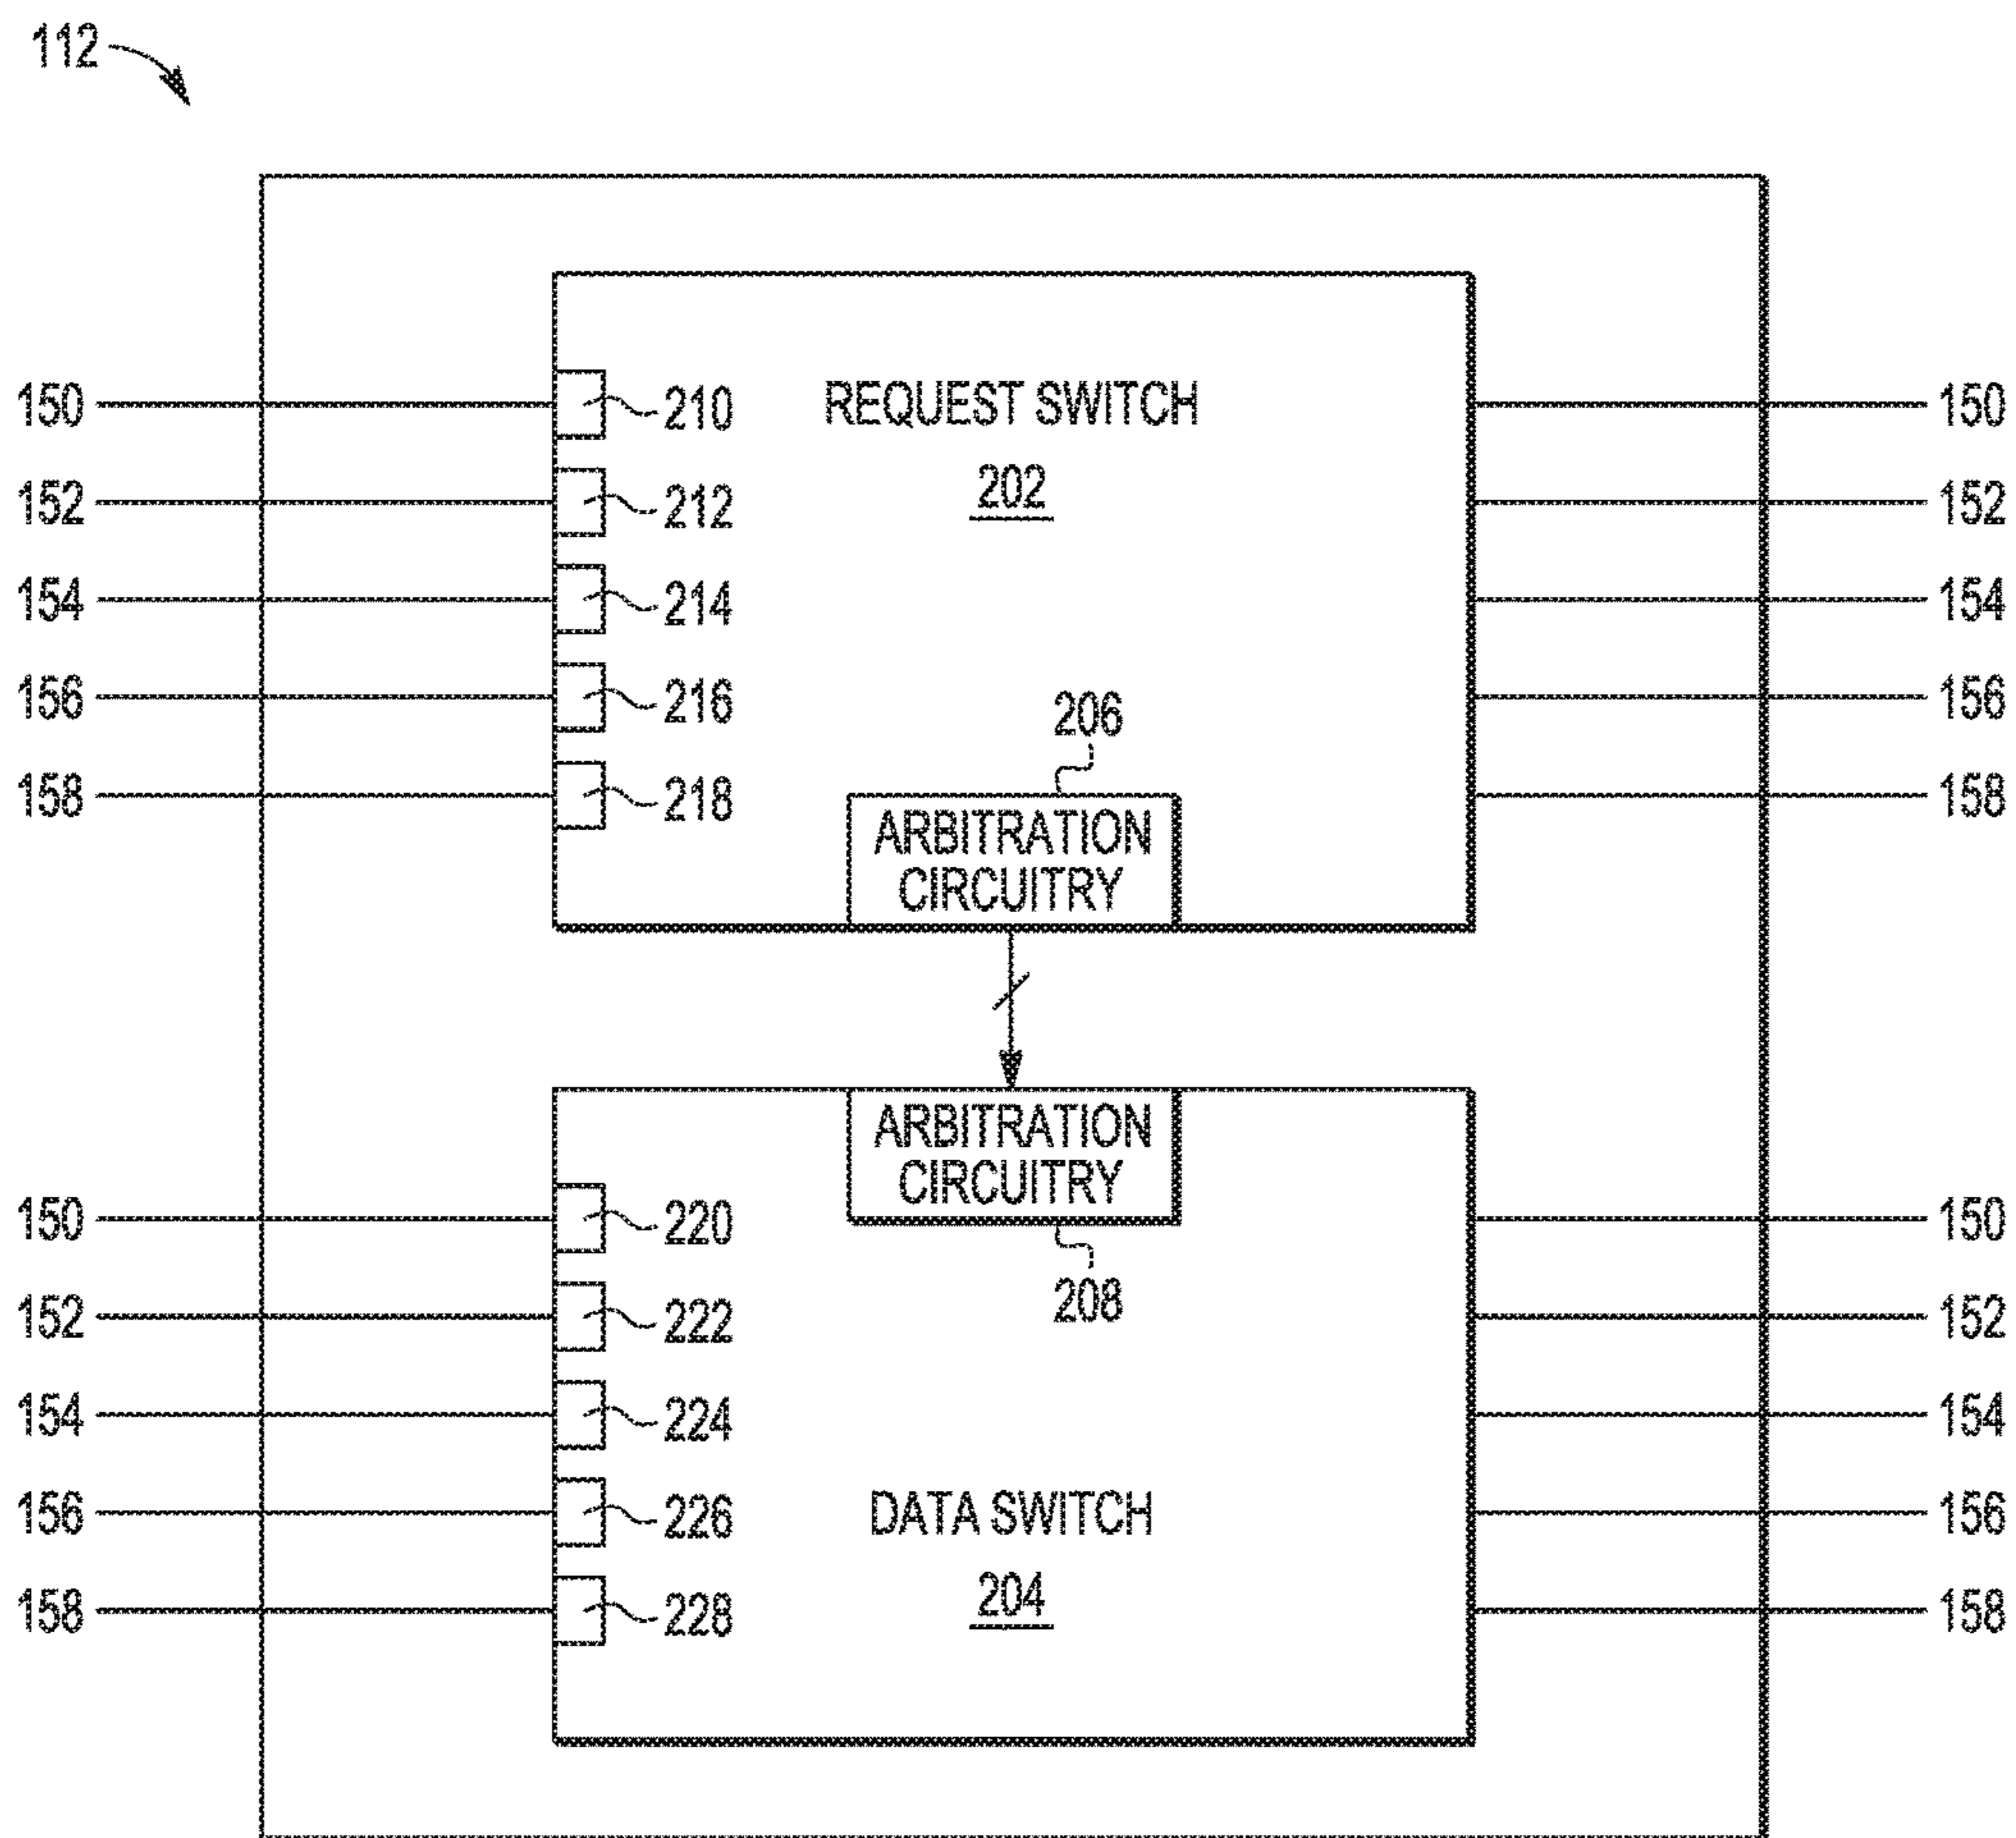 112
150 210 REQUEST SWITCH 150
152 212 202 152
154 214 154
156 216 206 156
158 218 158
ARBITRATION
CIRCUITRY
ARBITRATION
CIRCUITRY
150 220 150
152 222 208 152
154 224 154
156 226 DATA SWITCH 156
158 228 204 158